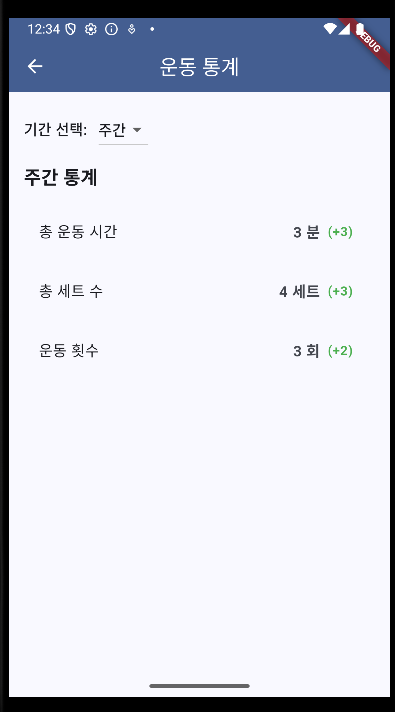 12:34
DEBUG
운동 통계
기간 선택: 주간
주간 통계
총 운동 시간 3 분 (+3)
총 세트 수 4 세트 (+3)
운동 횟수 3 회 (+2)